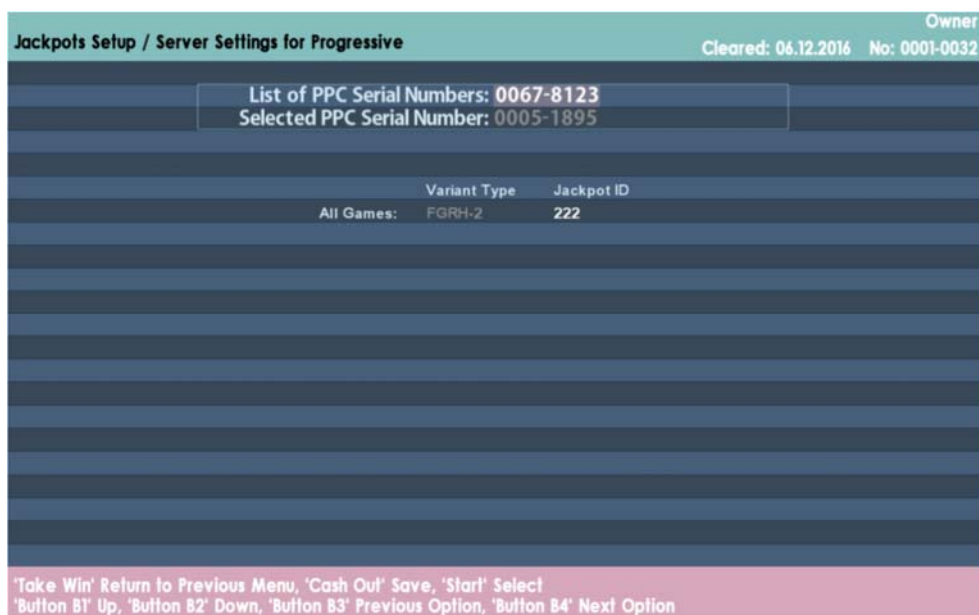 Owner
Jackpots Setup / Server Settings for Progressive
Cleared: 06.12.2016 No: 0001-0032
List of PPC Serial Numbers: 0067-8123
Selected PPC Serial Number: 0005-1895
Variant Type Jackpot ID
All Games: FGRH-2 222
'Take Win' Return to Previous Menu, 'Cash Out' Save, 'Start' Select
'Button B1' Up, 'Button B2' Down, 'Button B3' Previous Option, 'Button B4' Next Option